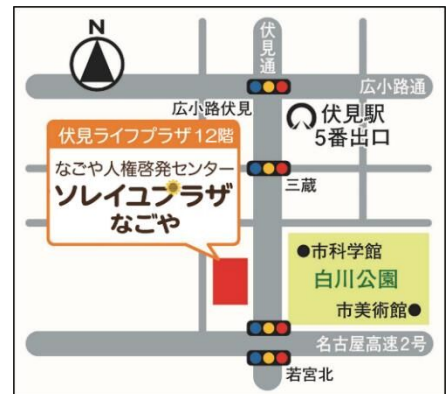 N
伏見通
広小路通
広小路伏見
伏見駅
5番出口
伏見ライフプラザ12階
なごや人権啓発センター
ソレイユプラザ
なごや
三蔵
●市科学館
白川公園
市美術館●
名古屋高速2号
若宮北